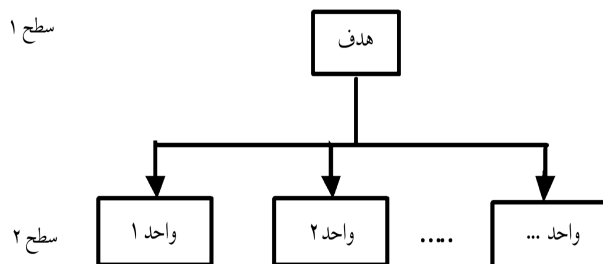 سطح ۱
هدف
سطح ۲
واحد ۱
واحد ۲
.....
واحد ...